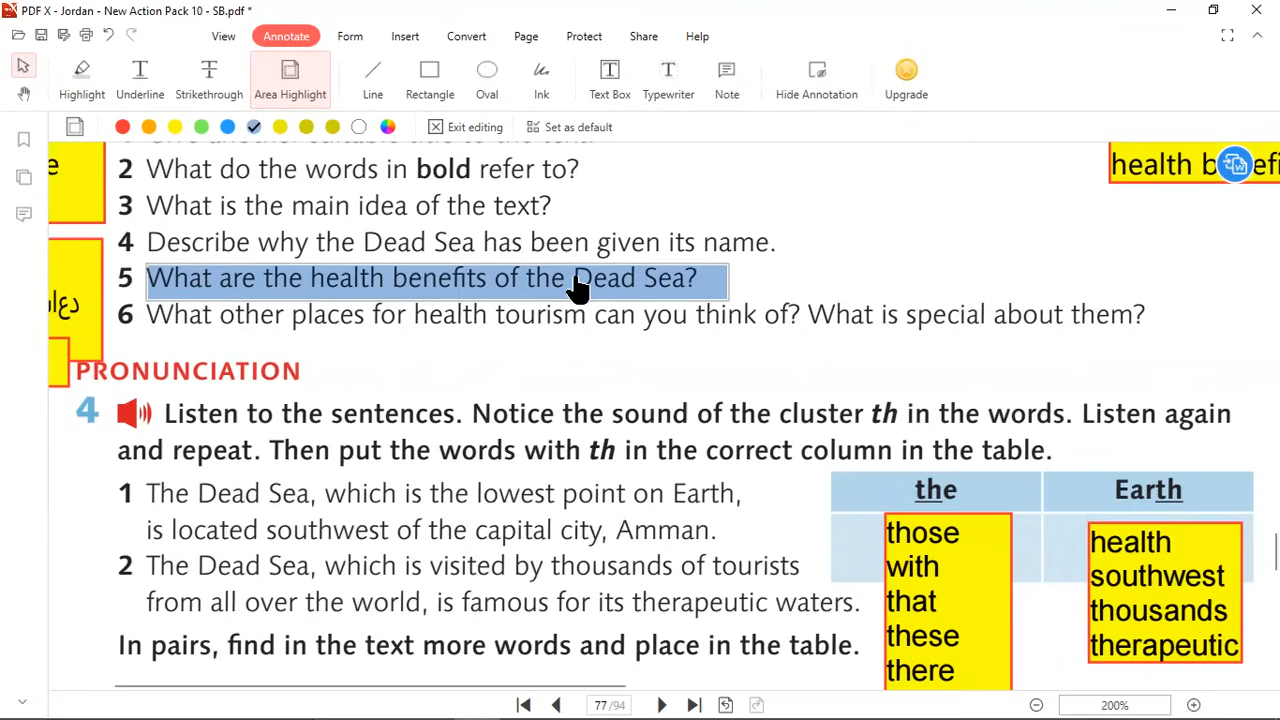 PDF X - Jordan - New Action Pack 10 - SB.pdf *
View Annotate Form Insert Convert Page Protect Share Help
Highlight Underline Strikethrough Area Highlight Line Rectangle Oval Ink Text Box Typewriter Note Hide Annotation Upgrade
Exit editing Set as default
e
health benefi
2 What do the words in bold refer to?
3 What is the main idea of the text?
4 Describe why the Dead Sea has been given its name.
5 What are the health benefits of the Dead Sea?
6 What other places for health tourism can you think of? What is special about them?
PRONUNCIATION
4 Listen to the sentences. Notice the sound of the cluster th in the words. Listen again
and repeat. Then put the words with th in the correct column in the table.
1 The Dead Sea, which is the lowest point on Earth,
is located southwest of the capital city, Amman.
2 The Dead Sea, which is visited by thousands of tourists
from all over the world, is famous for its therapeutic waters.
In pairs, find in the text more words and place in the table.
the
those
with
that
these
there
Earth
health
southwest
thousands
therapeutic
77 /94
200%